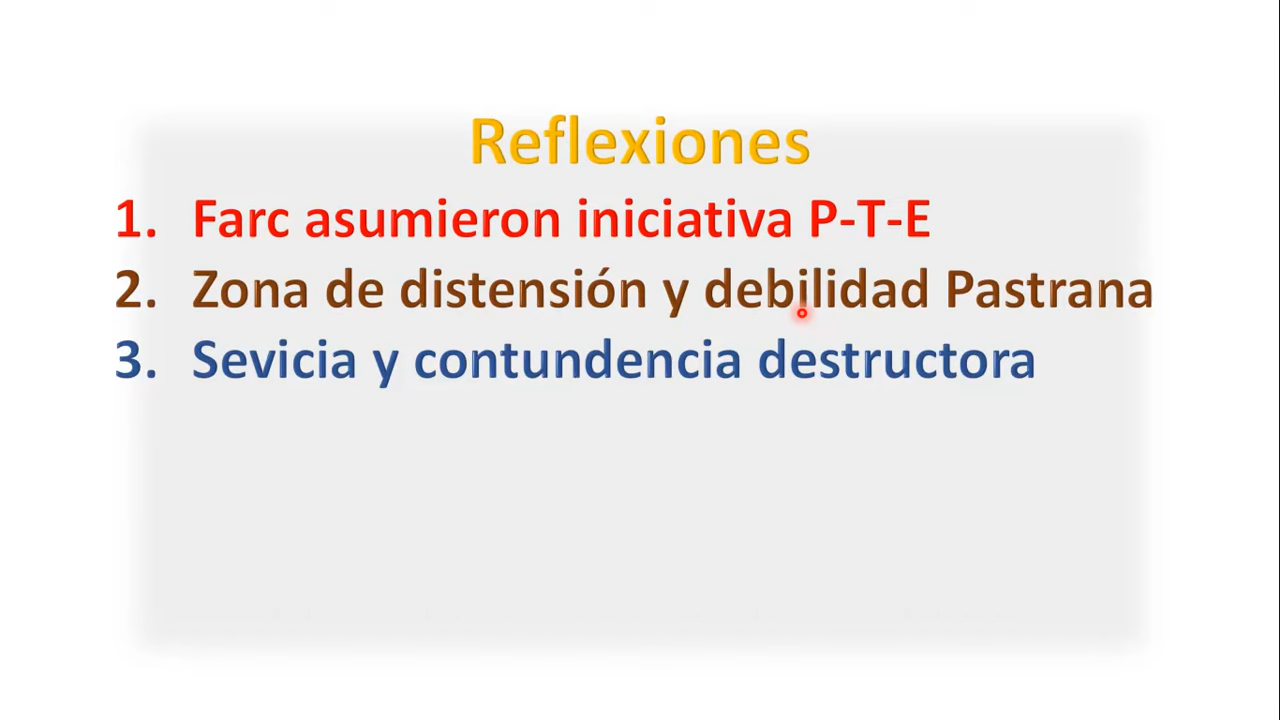 Reflexiones
1. Farc asumieron iniciativa P-T-E
2. Zona de distensión y debilidad Pastrana
3. Sevicia y contundencia destructora